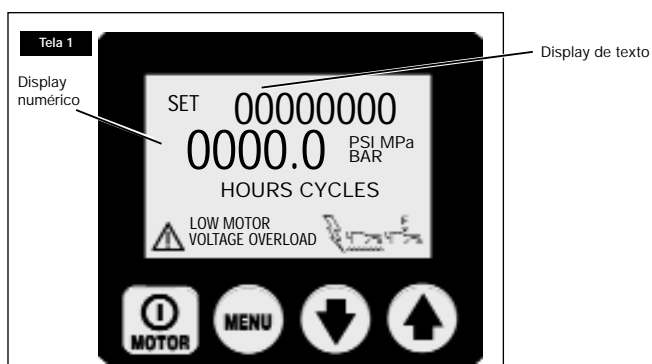 Tela 1
Display de texto
Display
numérico
SET 00000000
0000.0 PSI MPa
BAR
HOURS CYCLES
LOW MOTOR
VOLTAGE OVERLOAD
MOTOR
MENU